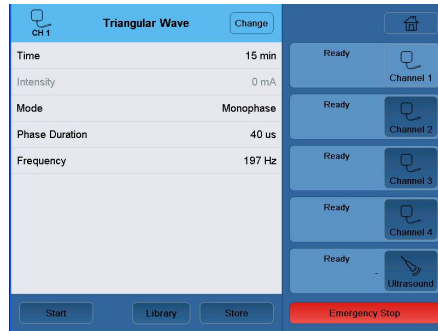 CH 1
Triangular Wave
Change
Time 15 min
Intensity 0 mA
Mode Monophase
Phase Duration 40 us
Frequency 197 Hz
Start
Library
Store
Ready
Channel 1
Ready
Channel 2
Ready
Channel 3
Ready
Channel 4
Ready
-
Ultrasound
Emergency Stop